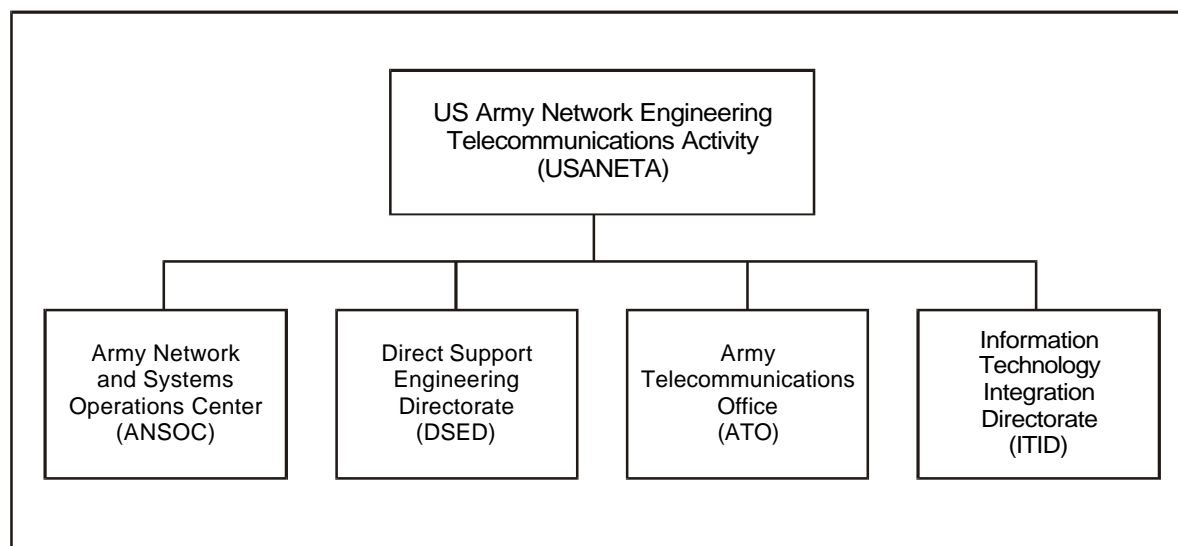 US Army Network Engineering
Telecommunications Activity
(USANETA)
Army Network
and Systems
Operations Center
(ANSOC)
Direct Support
Engineering
Directorate
(DSED)
Army
Telecommunications
Office
(ATO)
Information
Technology
Integration
Directorate
(ITID)